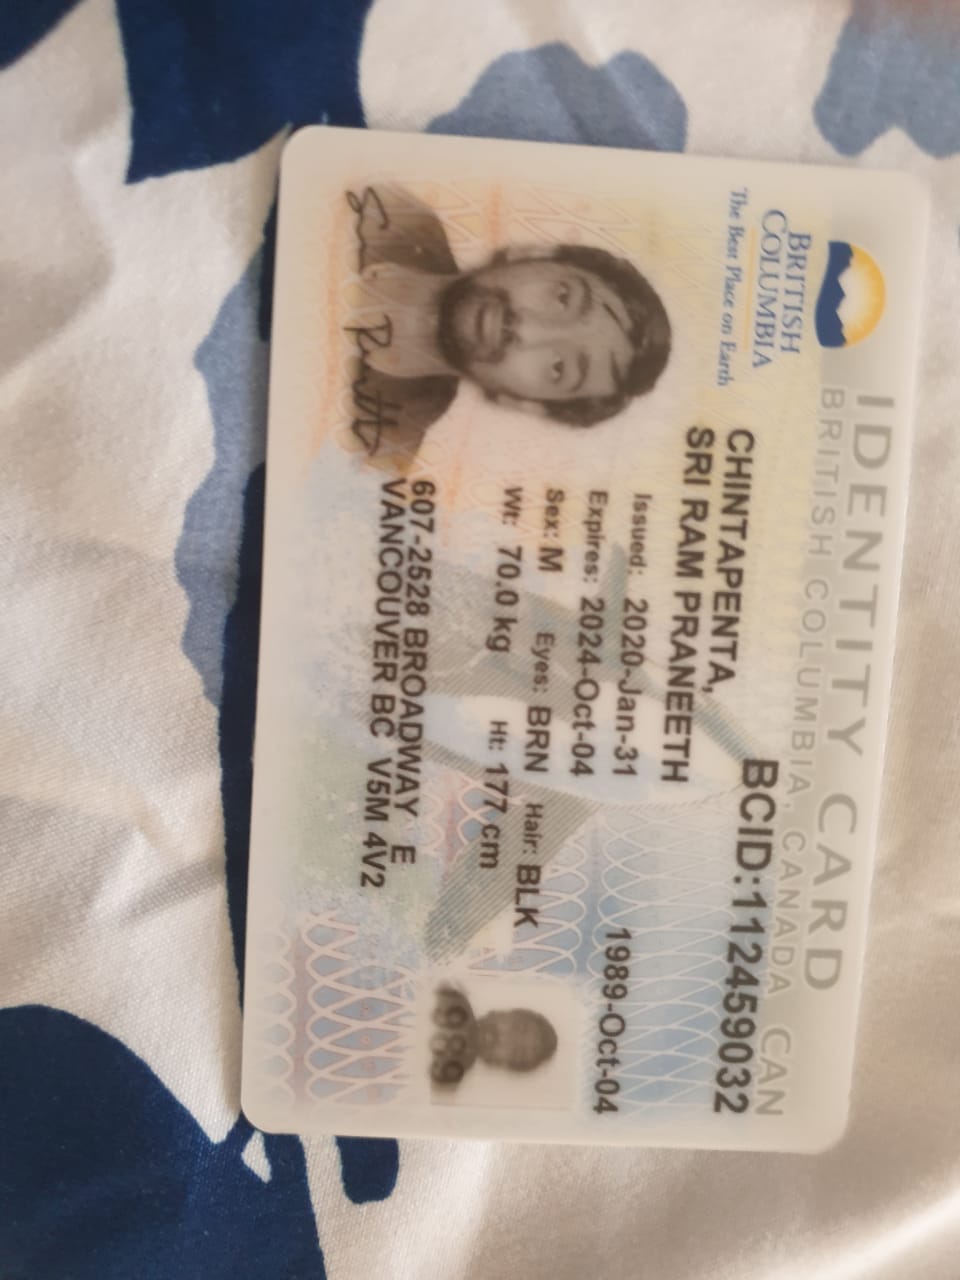 IDENTITY CARD
BRITISH COLUMBIA, CANADA CAN
BRITISH
COLUMBIA
The Best Place on Earth
BCID:112459032
CHINTAPENTA,
SRI RAM PRANEETH
Issued: 2020-Jan-31
Expires: 2024-Oct-04
1989-Oct-04
Sex: M Eyes: BRN Hair: BLK
Wt: 70.0 kg Ht: 177 cm
607-2528 BROADWAY E
VANCOUVER BC V5M 4V2
1989